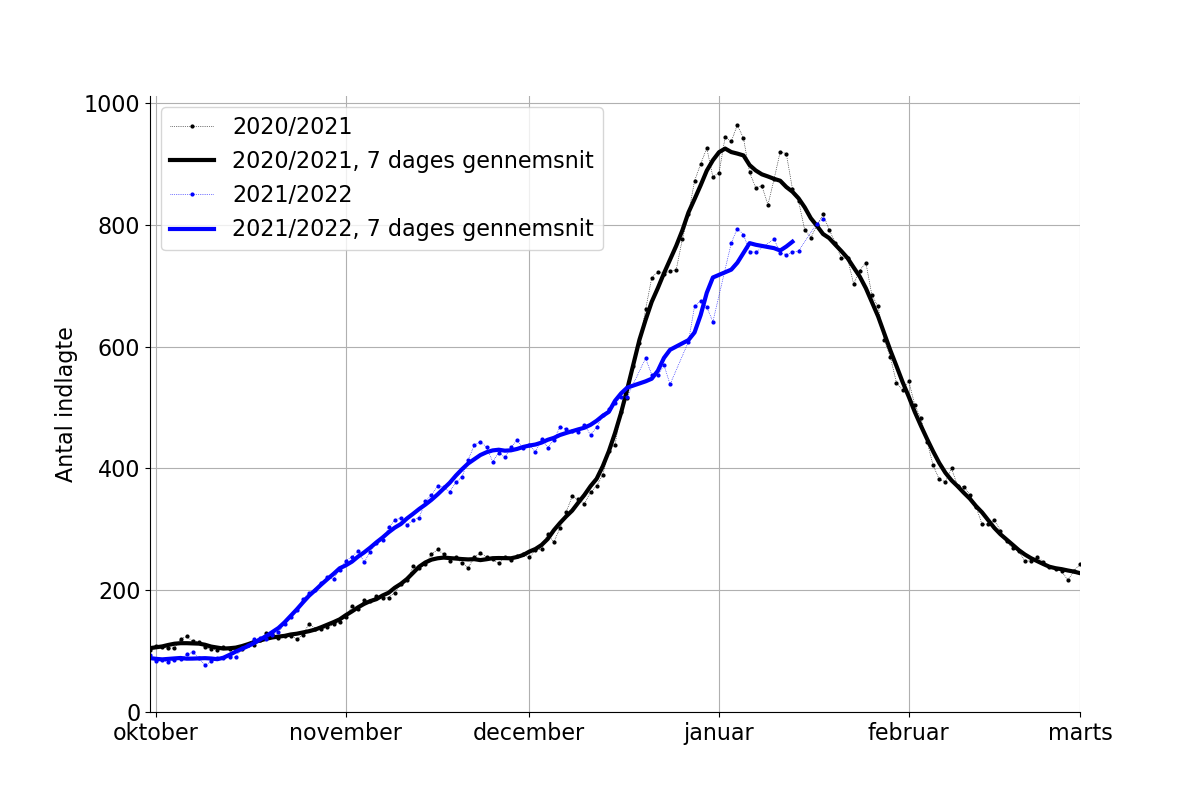 1000
800
600
400
200
0
Antal indlagte
2020/2021
2020/2021, 7 dages gennemsnit
2021/2022
2021/2022, 7 dages gennemsnit
oktober november december januar februar marts